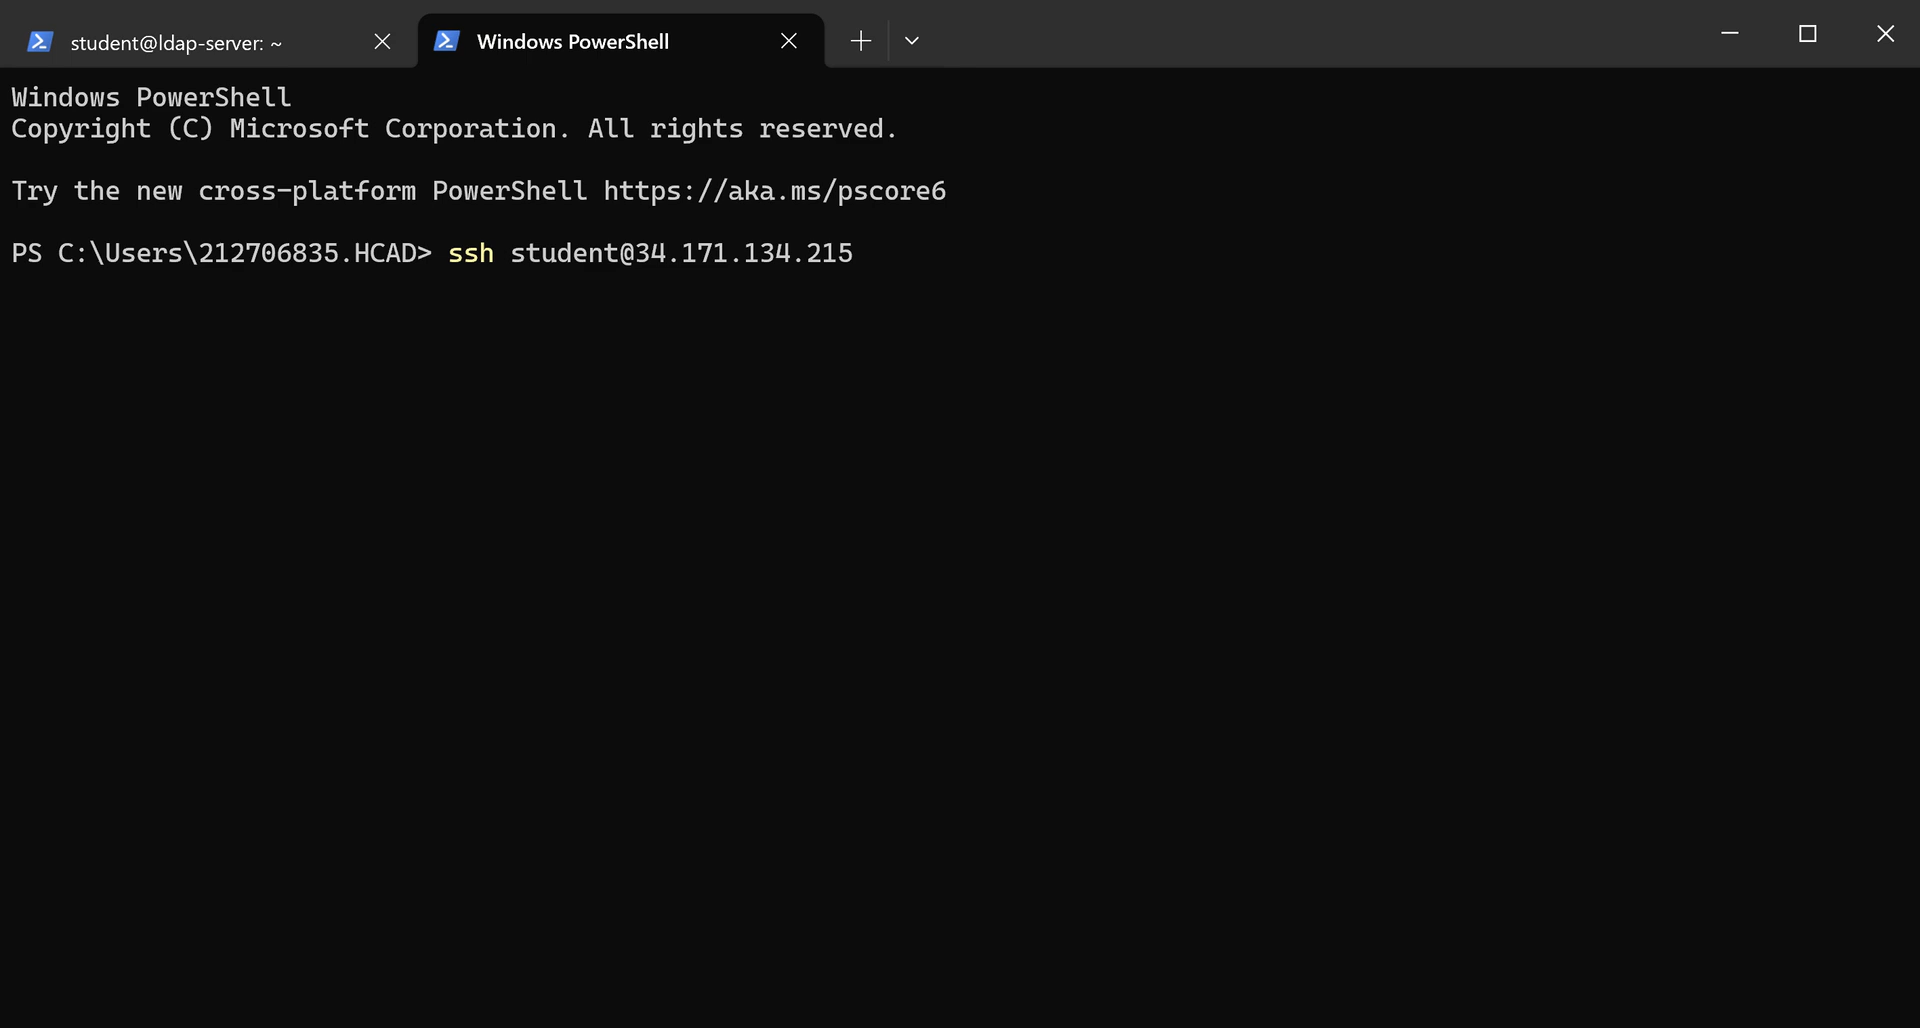 student@ldap-server: ~
Windows PowerShell
Windows PowerShell
Copyright (C) Microsoft Corporation. All rights reserved.
Try the new cross-platform PowerShell https://aka.ms/pscore6
PS C:\Users\212706835.HCAD> ssh student@34.171.134.215